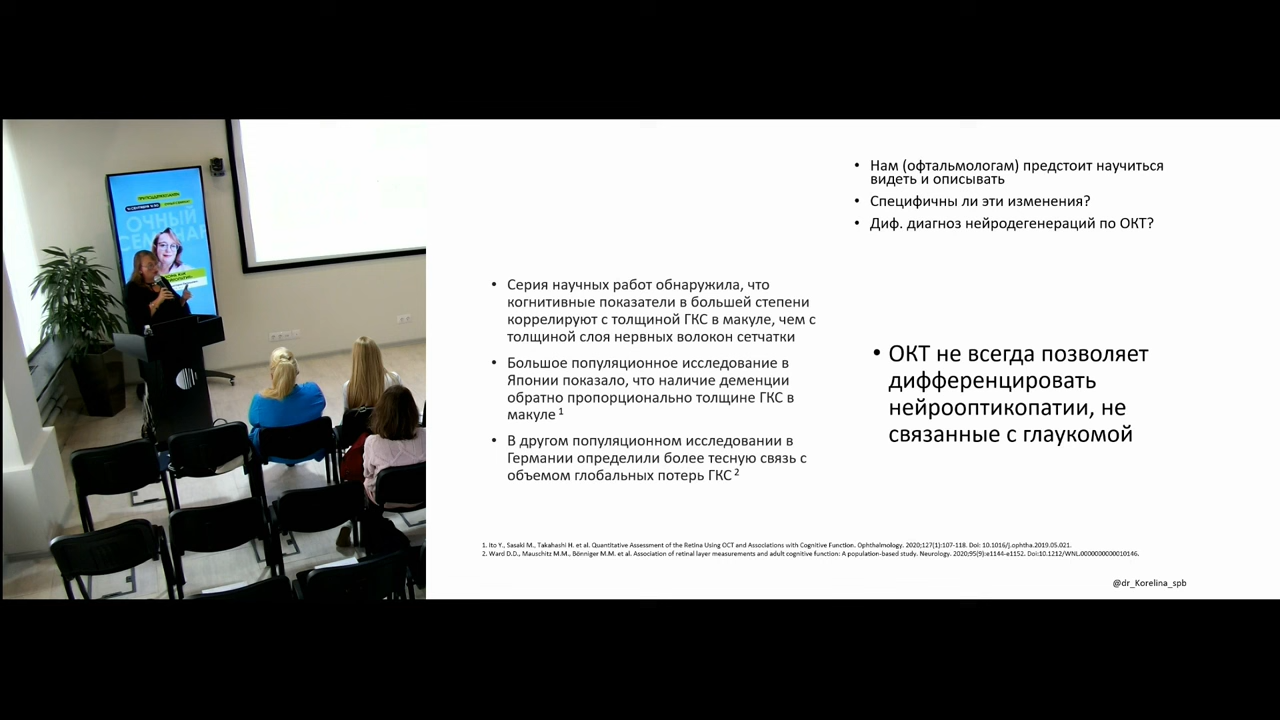 ОЧНЫЙ
СЕМИНАР
• Нам (офтальмологам) предстоит научиться
видеть и описывать
• Специфичны ли эти изменения?
• Диф. диагноз нейродегенераций по ОКТ?
• Серия научных работ обнаружила, что
когнитивные показатели в большей степени
коррелируют с толщиной ГКС в макуле, чем с
толщиной слоя нервных волокон сетчатки
• Большое популяционное исследование в
Японии показало, что наличие деменции
обратно пропорционально толщине ГКС в
макуле 1
• В другом популяционном исследовании в
Германии определили более тесную связь с
объемом глобальных потерь ГКС 2
• ОКТ не всегда позволяет
дифференцировать
нейрооптикопатии, не
связанные с глаукомой
1. Ito Y., Sasaki M., Takahashi H. et al. Quantitative Assessment of the Retina Using OCT and Associations with Cognitive Function. Ophthalmology. 2020;127(1):107-118. Doi: 10.1016/j.ophtha.2019.05.021.
2. Ward D.D., Mauschitz M.M., Bönniger M.M. et al. Association of retinal layer measurements and adult cognitive function: A population-based study. Neurology. 2020;95(9):e1144-e1152. Doi:10.1212/WNL.0000000000010146.
@dr_Korelina_spb